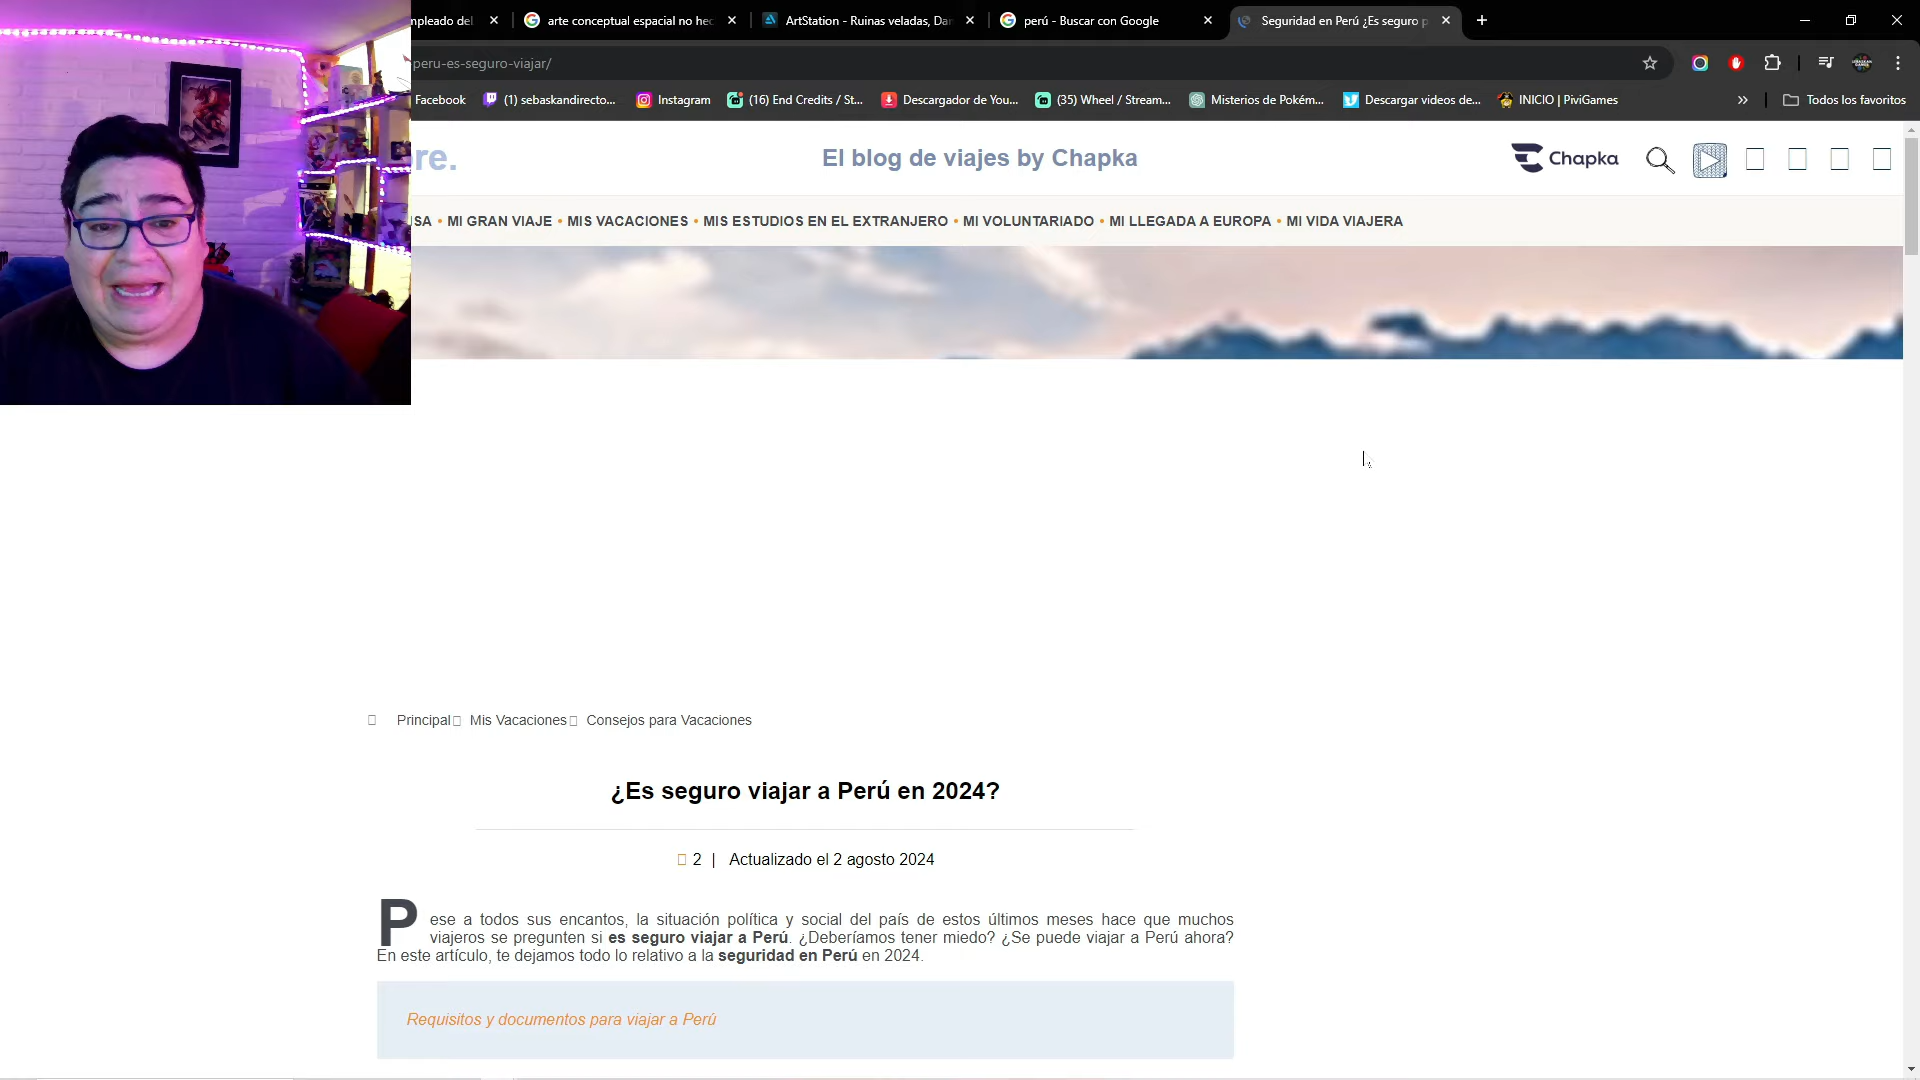 mpleado del
arte conceptual espacial no hec
ArtStation - Ruinas veladas, Dan
perú - Buscar con Google
Seguridad en Perú ¿Es seguro p
-peru-es-seguro-viajar/
Facebook
(1) sebaskandirecto...
Instagram
(16) End Credits / St...
Descargador de You...
(35) Wheel / Stream...
Misterios de Pokém...
Descargar videos de...
INICIO | PiviGames
Todos los favoritos
re.
El blog de viajes by Chapka
Chapka
USA • MI GRAN VIAJE • MIS VACACIONES • MIS ESTUDIOS EN EL EXTRANJERO • MI VOLUNTARIADO • MI LLEGADA A EUROPA • MI VIDA VIAJERA
Principal Mis Vacaciones Consejos para Vacaciones
¿Es seguro viajar a Perú en 2024?
2 | Actualizado el 2 agosto 2024
Pese a todos sus encantos, la situación política y social del país de estos últimos meses hace que muchos
viajeros se pregunten si es seguro viajar a Perú. ¿Deberíamos tener miedo? ¿Se puede viajar a Perú ahora?
En este artículo, te dejamos todo lo relativo a la seguridad en Perú en 2024.
Requisitos y documentos para viajar a Perú